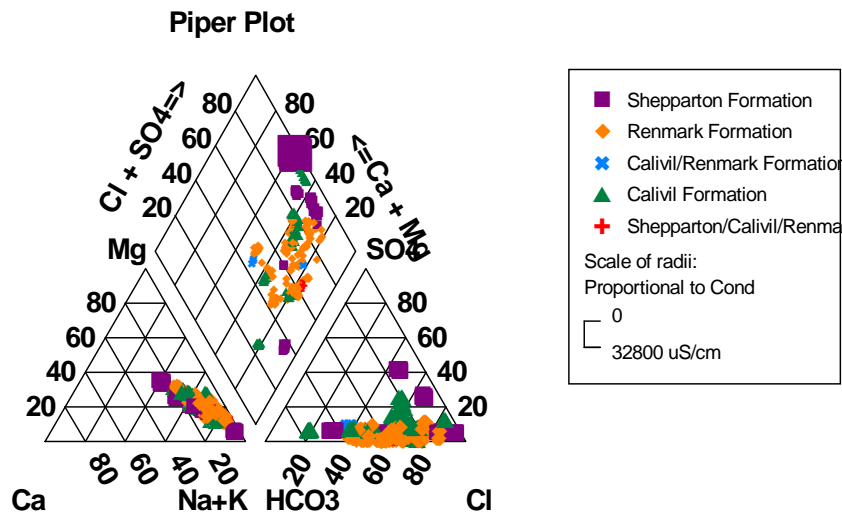 Piper Plot
Cl + SO4=>
<=Ca + Mg
80
60
40
20
80
60
40
20
Mg
SO4
80
60
40
20
80
60
40
20
80
60
40
20
20
40
60
80
Ca
Na+K
HCO3
Cl
Shepparton Formation
Renmark Formation
Calivil/Renmark Formation
Calivil Formation
Shepparton/Calivil/Renma
Scale of radii:
Proportional to Cond
0
32800 uS/cm